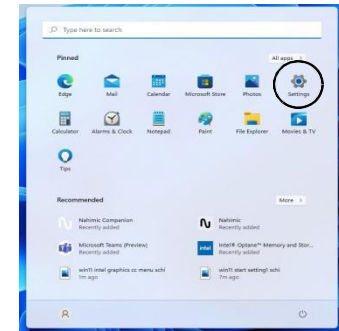 Type here to search
Pinned
All apps >
Edge
Mail
Calendar
Microsoft Store
Photos
Settings
Calculator
Alarms & Clock
Notepad
Paint
File Explorer
Movies & TV
Tips
Recommended
More >
Nahimic Companion
Recently added
Nahimic
Recently added
Microsoft Teams (Preview)
Recently added
intel
Intel® Optane™ Memory and Stor...
Recently added
win11 intel graphics cc menu schi
1m ago
win11 start setting1 schi
7m ago